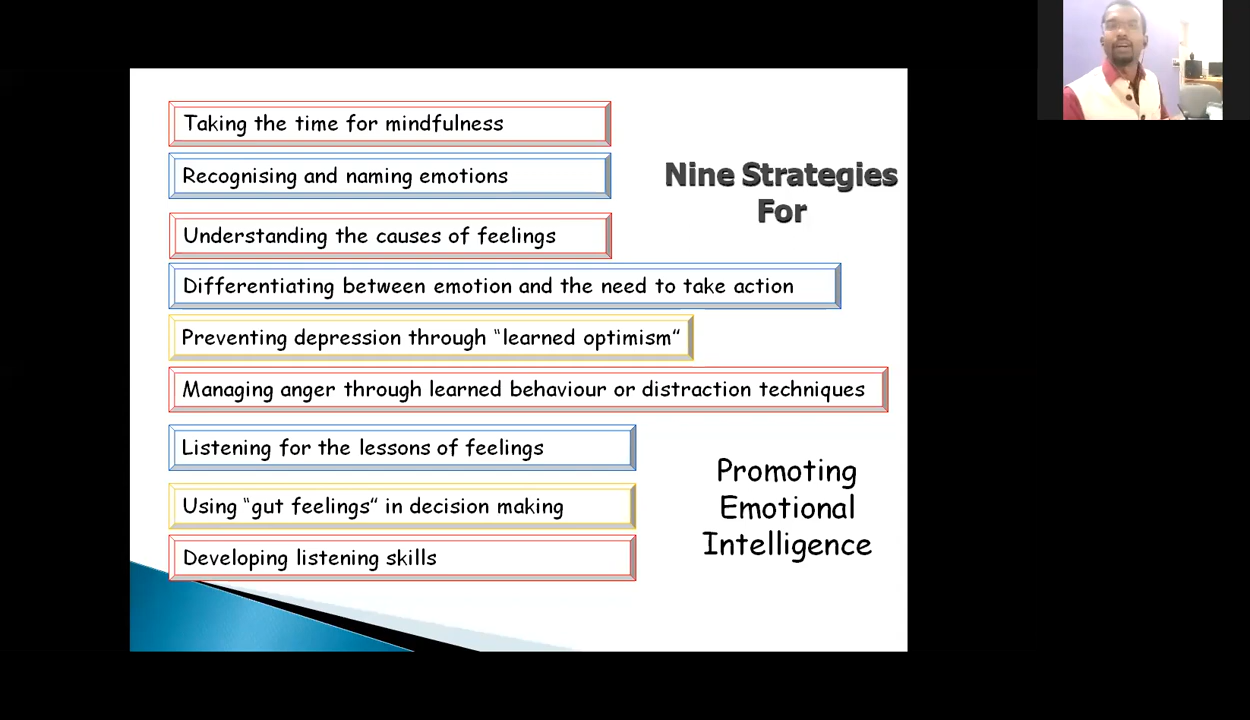 Taking the time for mindfulness
Recognising and naming emotions
Nine Strategies
For
Understanding the causes of feelings
Differentiating between emotion and the need to take action
Preventing depression through “learned optimism”
Managing anger through learned behaviour or distraction techniques
Listening for the lessons of feelings
Using “gut feelings” in decision making
Developing listening skills
Promoting
Emotional
Intelligence